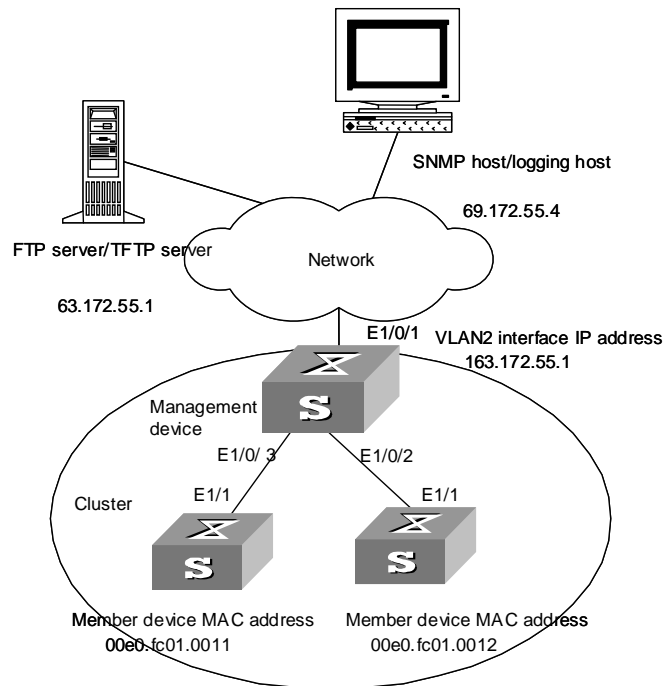 SNMP host/logging host
69.172.55.4
FTP server/TFTP server
63.172.55.1
Network
E1/0/1
VLAN2 interface IP address
163.172.55.1
Management
device
S
E1/0/ 3
E1/0/2
Cluster
E1/1
E1/1
S
S
Member device MAC address
00e0.fc01.0011
Member device MAC address
00e0.fc01.0012